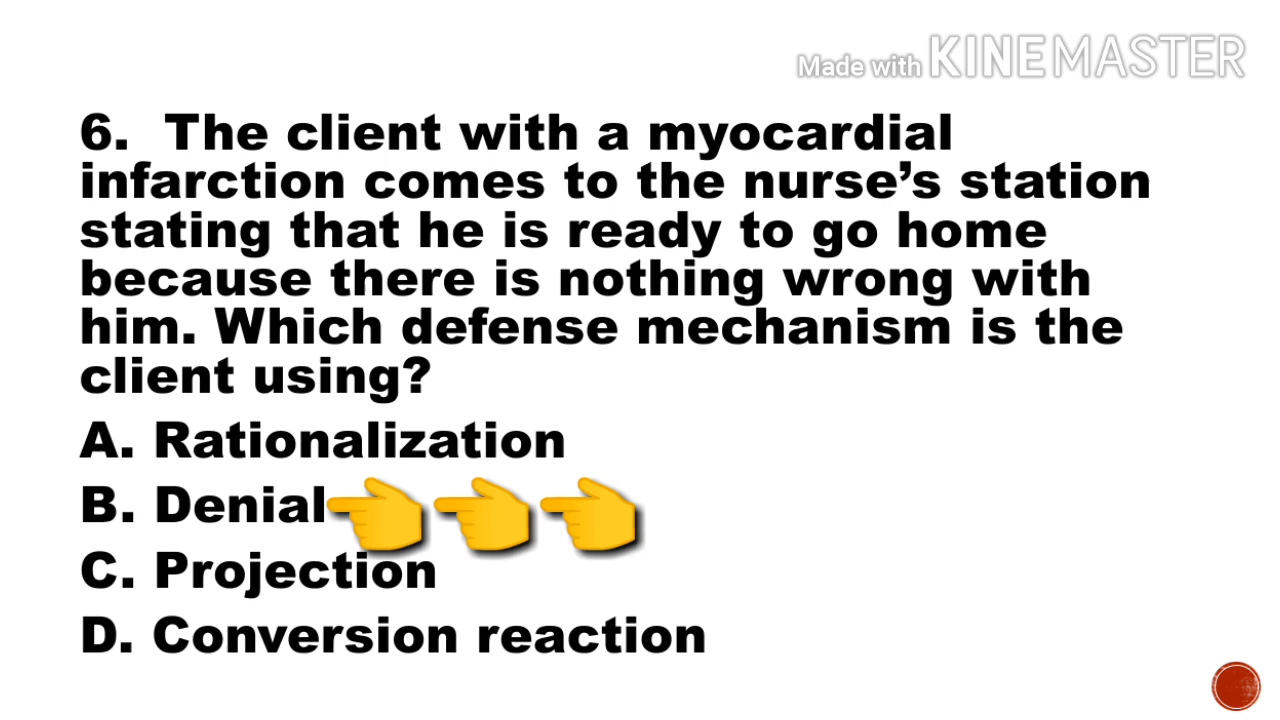 Made with KINEMASTER
6. The client with a myocardial
infarction comes to the nurse’s station
stating that he is ready to go home
because there is nothing wrong with
him. Which defense mechanism is the
client using?
A. Rationalization
B. Denial
C. Projection
D. Conversion reaction